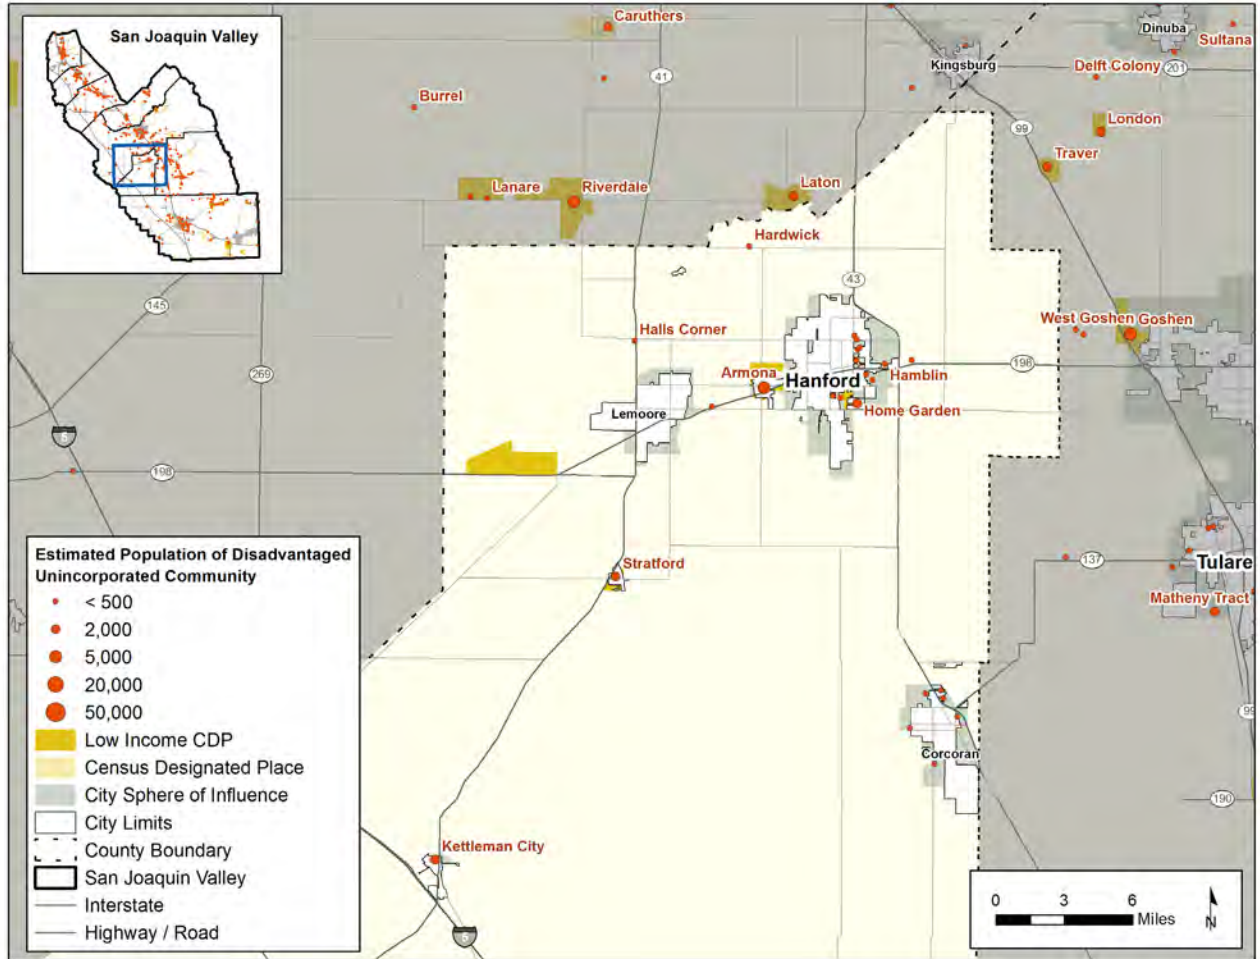 San Joaquin Valley
Caruthers
Dinuba
Sultana
Kingsburg
Delft Colony
201
41
Burrel
London
99
Traver
Lanare
Riverdale
Laton
Hardwick
43
145
West Goshen
Goshen
Halls Corner
198
269
Armona
Hanford
Hamblin
Lemoore
Home Garden
5
198
Stratford
137
Tulare
Matheny Tract
99
Corcoran
190
Kettleman City
5
Estimated Population of Disadvantaged
Unincorporated Community
< 500
2,000
5,000
20,000
50,000
Low Income CDP
Census Designated Place
City Sphere of Influence
City Limits
County Boundary
San Joaquin Valley
Interstate
Highway / Road
0 3 6
Miles
N